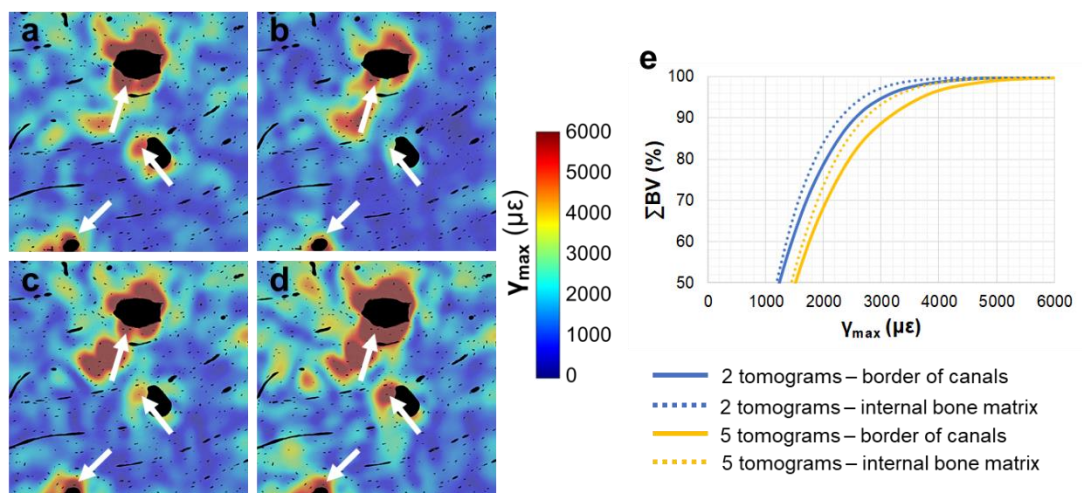 a
b
c
d
γmax (με)
6000
5000
4000
3000
2000
1000
0
e
ΣBV (%)
100
90
80
70
60
50
0 1000 2000 3000 4000 5000 6000
γmax (με)
2 tomograms – border of canals
2 tomograms – internal bone matrix
5 tomograms – border of canals
5 tomograms – internal bone matrix